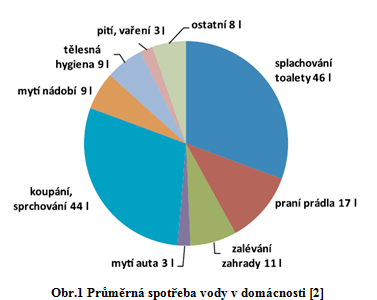 ostatní 8 l
pití, vaření 3 l
tělesná
hygiena 9 l
splachování
toalety 46 l
mytí nádobí 9 l
koupání,
sprchování 44 l
praní prádla 17 l
zalévání
zahrady 11 l
mytí auta 3 l
Obr.1 Průměrná spotřeba vody v domácnosti [2]